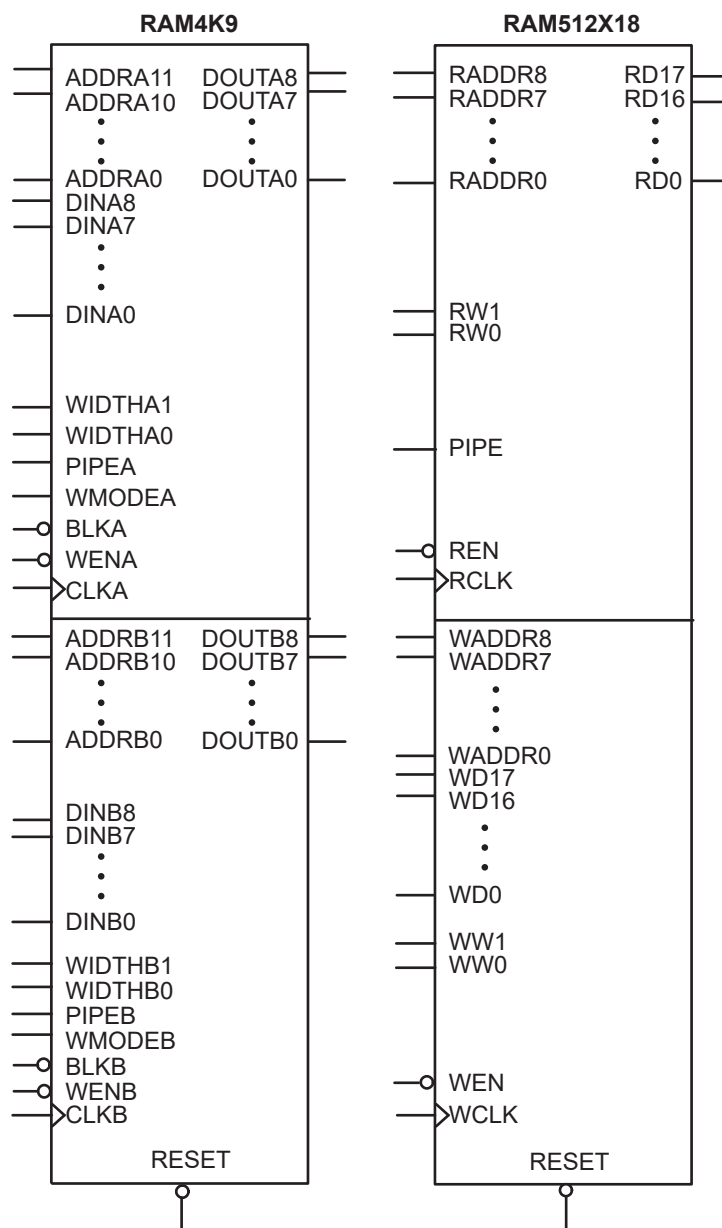 RAM4K9
ADDRA11 DOUTA8
ADDRA10 DOUTA7
ADDRA0 DOUTA0
DINA8
DINA7
DINA0
WIDTHA1
WIDTHA0
PIPEA
WMODEA
BLKA
WENA
CLKA
ADDRB11 DOUTB8
ADDRB10 DOUTB7
ADDRB0 DOUTB0
DINB8
DINB7
DINB0
WIDTHB1
WIDTHB0
PIPEB
WMODEB
BLKB
WENB
CLKB
RESET
RAM512X18
RADDR8 RD17
RADDR7 RD16
RADDR0 RD0
RW1
RW0
PIPE
REN
RCLK
WADDR8
WADDR7
WADDR0
WD17
WD16
WD0
WW1
WW0
WEN
WCLK
RESET